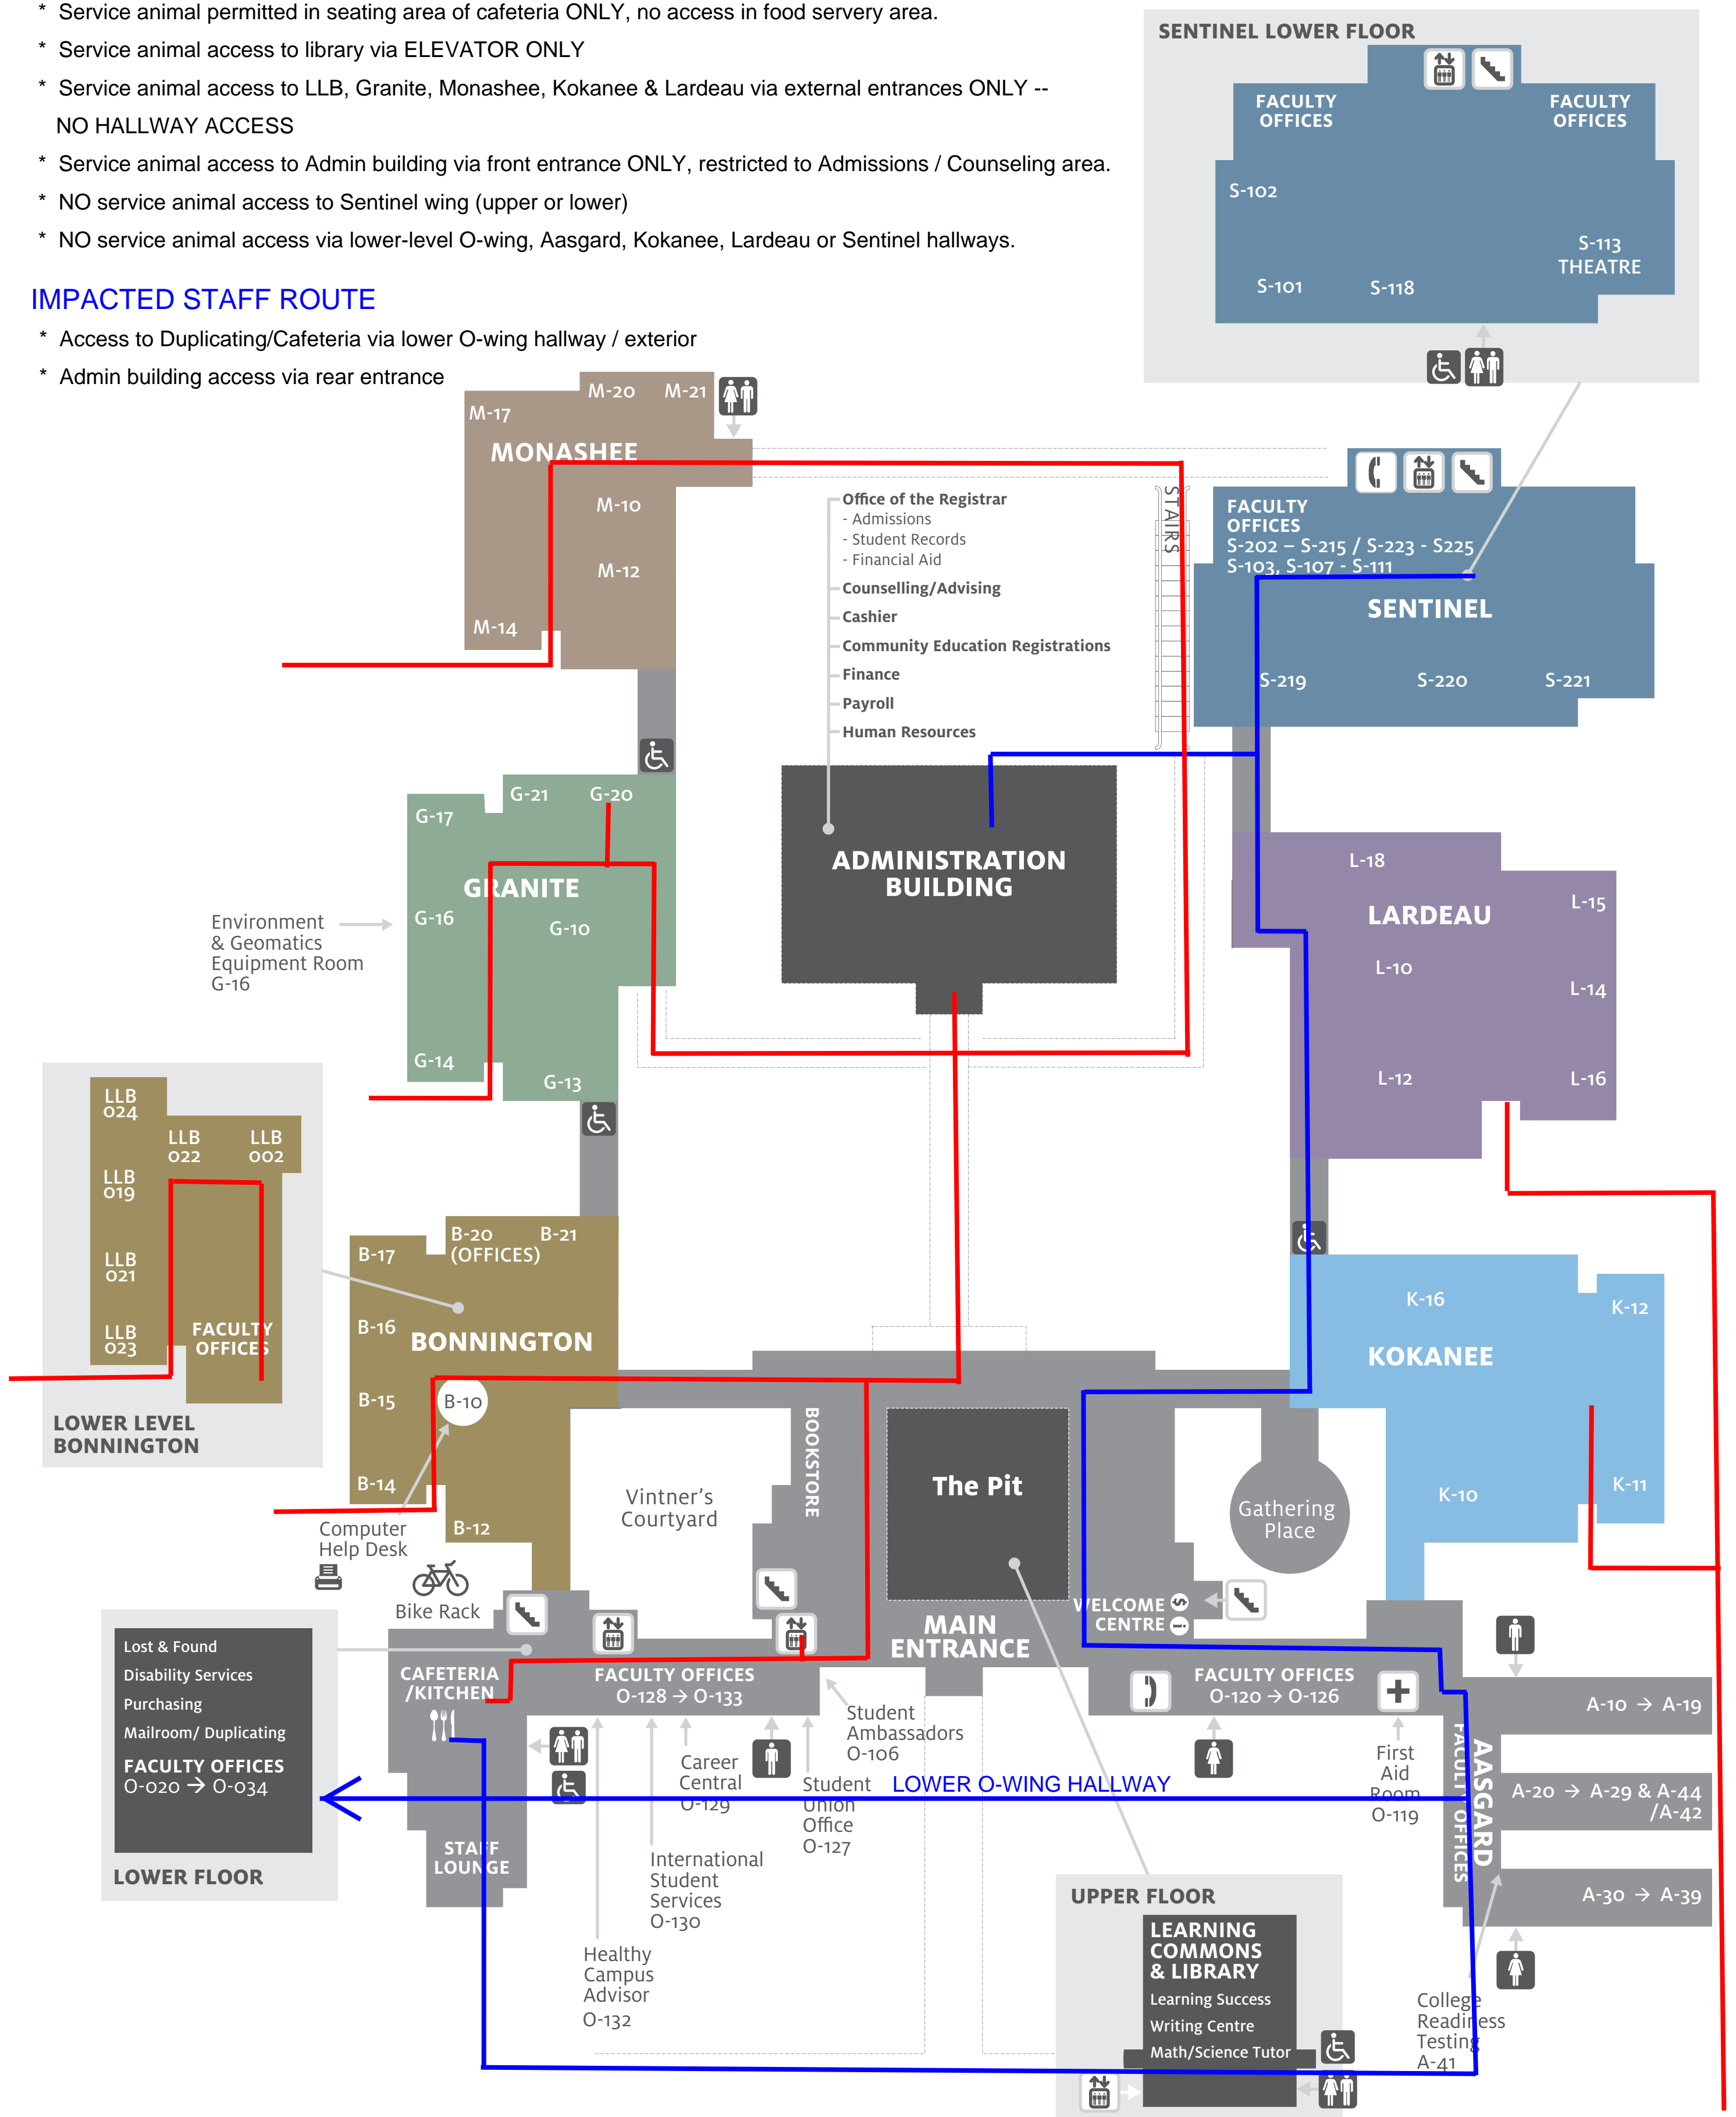 * Service animal permitted in seating area of cafeteria ONLY, no access in food servery area.
* Service animal access to library via ELEVATOR ONLY
* Service animal access to LLB, Granite, Monashee, Kokanee & Lardeau via external entrances ONLY --
NO HALLWAY ACCESS
* Service animal access to Admin building via front entrance ONLY, restricted to Admissions / Counseling area.
* NO service animal access to Sentinel wing (upper or lower)
* NO service animal access via lower-level O-wing, Aasgard, Kokanee, Lardeau or Sentinel hallways.
IMPACTED STAFF ROUTE
* Access to Duplicating/Cafeteria via lower O-wing hallway / exterior
* Admin building access via rear entrance
SENTINEL LOWER FLOOR
FACULTY
OFFICES
FACULTY
OFFICES
S-102
S-113
THEATRE
S-101
S-118
M-20
M-21
M-17
MONASHEE
M-10
M-12
M-14
Office of the Registrar
- Admissions
- Student Records
- Financial Aid
Counselling/Advising
Cashier
Community Education Registrations
Finance
Payroll
Human Resources
STAIRS
FACULTY
OFFICES
S-202 – S-215 / S-223 - S225
S-103, S-107 - S-111
SENTINEL
S-219
S-220
S-221
G-21
G-20
G-17
GRANITE
G-16
G-10
G-14
G-13
Environment
& Geomatics
Equipment Room
G-16
ADMINISTRATION
BUILDING
L-18
LARDEAU
L-15
L-10
L-14
L-12
L-16
LLB
024
LLB
022
LLB
002
LLB
019
LLB
021
LLB
023
FACULTY
OFFICES
LOWER LEVEL
BONNINGTON
B-20
(OFFICES)
B-21
B-17
B-16
BONNINGTON
B-15
B-10
B-14
B-12
Computer
Help Desk
Bike Rack
K-16
K-12
KOKANEE
K-10
K-11
Vintner's
Courtyard
BOOKSTORE
The Pit
Gathering
Place
WELCOME
CENTRE
$
i
MAIN
ENTRANCE
Lost & Found
Disability Services
Purchasing
Mailroom/ Duplicating
FACULTY OFFICES
O-020 → O-034
LOWER FLOOR
CAFETERIA
/KITCHEN
FACULTY OFFICES
O-128 → O-133
FACULTY OFFICES
O-120 → O-126
STAFF
LOUNGE
Student
Ambassadors
O-106
Career
Central
O-129
Student
Union
Office
O-127
International
Student
Services
O-130
Healthy
Campus
Advisor
O-132
LOWER O-WING HALLWAY
First
Aid
Room
O-119
FACULTY OFFICES
AASGARD
A-10 → A-19
A-20 → A-29 & A-44
/A-42
A-30 → A-39
College
Readiness
Testing
A-41
UPPER FLOOR
LEARNING
COMMONS
& LIBRARY
Learning Success
Writing Centre
Math/Science Tutor